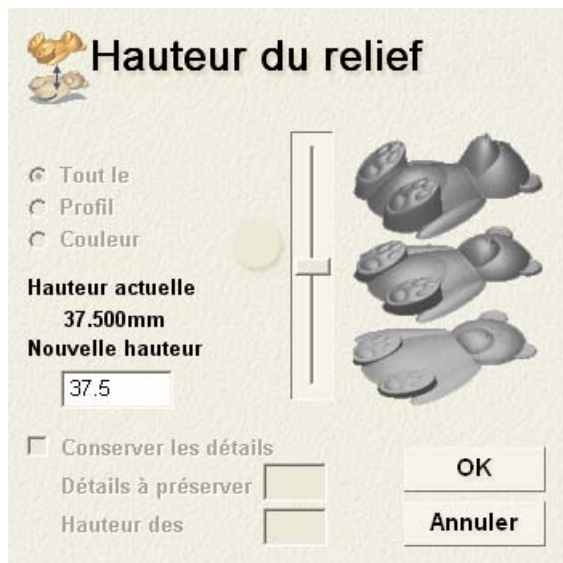 Hauteur du relief
Tout le
Profil
Couleur
Hauteur actuelle
37.500mm
Nouvelle hauteur
37.5
Conserver les détails
Détails à préserver
Hauteur des
OK
Annuler